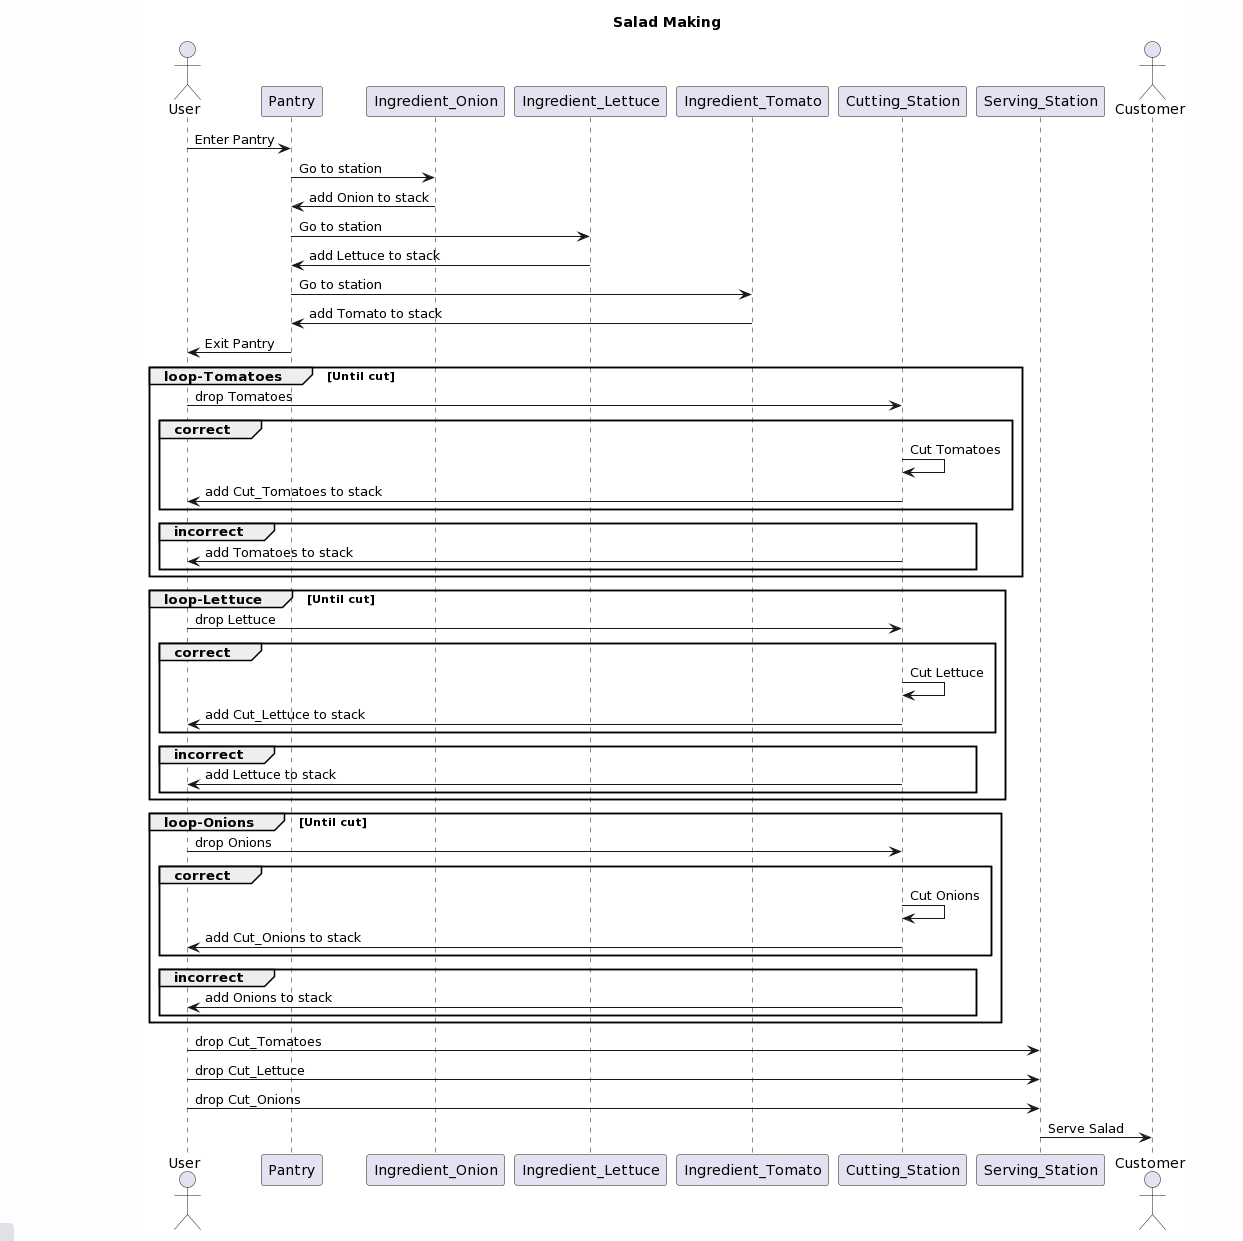 Salad Making
User
Pantry
Ingredient_Onion
Ingredient_Lettuce
Ingredient_Tomato
Cutting_Station
Serving_Station
Customer
Enter Pantry
Go to station
add Onion to stack
Go to station
add Lettuce to stack
Go to station
add Tomato to stack
Exit Pantry
loop-Tomatoes [Until cut]
drop Tomatoes
correct
Cut Tomatoes
add Cut_Tomatoes to stack
incorrect
add Tomatoes to stack
loop-Lettuce [Until cut]
drop Lettuce
correct
Cut Lettuce
add Cut_Lettuce to stack
incorrect
add Lettuce to stack
loop-Onions [Until cut]
drop Onions
correct
Cut Onions
add Cut_Onions to stack
incorrect
add Onions to stack
drop Cut_Tomatoes
drop Cut_Lettuce
drop Cut_Onions
Serve Salad
User
Pantry
Ingredient_Onion
Ingredient_Lettuce
Ingredient_Tomato
Cutting_Station
Serving_Station
Customer